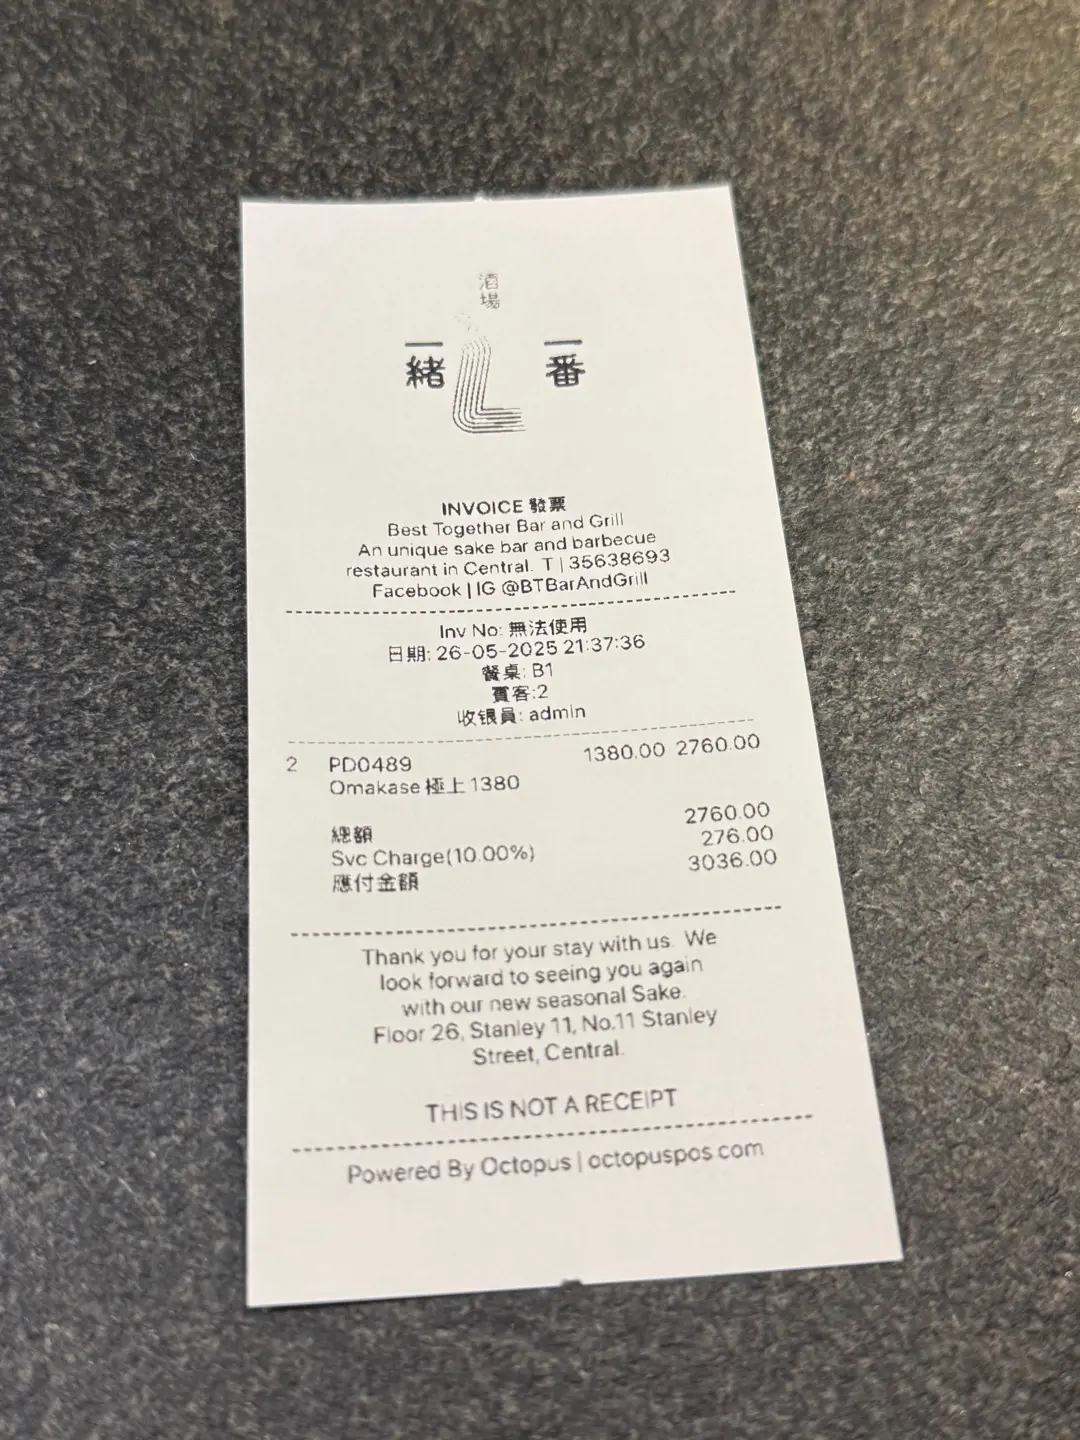 酒場
一緒
一番
INVOICE 發票
Best Together Bar and Grill
An unique sake bar and barbecue
restaurant in Central. T | 35638693
Facebook | IG @BTBarAndGrill
Inv No: 無法使用
日期: 26-05-2025 21:37:36
餐桌: B1
賓客:2
收银員: admin
2 PD0489 1380.00 2760.00
Omakase 極上 1380
總額 2760.00
Svc Charge(10.00%) 276.00
應付金額 3036.00
Thank you for your stay with us. We
look forward to seeing you again
with our new seasonal Sake.
Floor 26, Stanley 11, No.11 Stanley
Street, Central.
THIS IS NOT A RECEIPT
Powered By Octopus | octopuspos.com